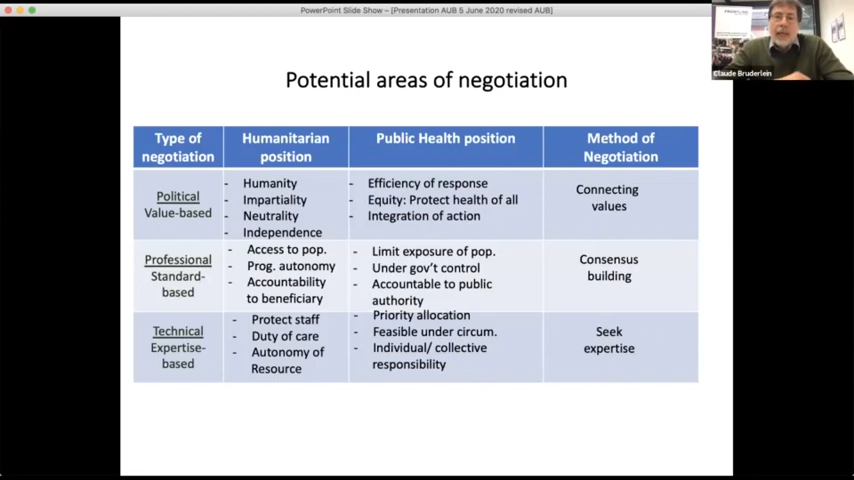 PowerPoint Slide Show – [Presentation AUB 5 June 2020 revised AUB]
Claude Bruderlein
Potential areas of negotiation
Type of
negotiation
Humanitarian
position
Public Health position
Method of
Negotiation
Political
Value-based
- Humanity
- Impartiality
- Neutrality
- Independence
- Efficiency of response
- Equity: Protect health of all
- Integration of action
Connecting
values
Professional
Standard-
based
- Access to pop.
- Prog. autonomy
- Accountability
to beneficiary
- Limit exposure of pop.
- Under gov't control
- Accountable to public
authority
Consensus
building
Technical
Expertise-
based
- Protect staff
- Duty of care
- Autonomy of
Resource
- Priority allocation
- Feasible under circum.
- Individual/ collective
responsibility
Seek
expertise